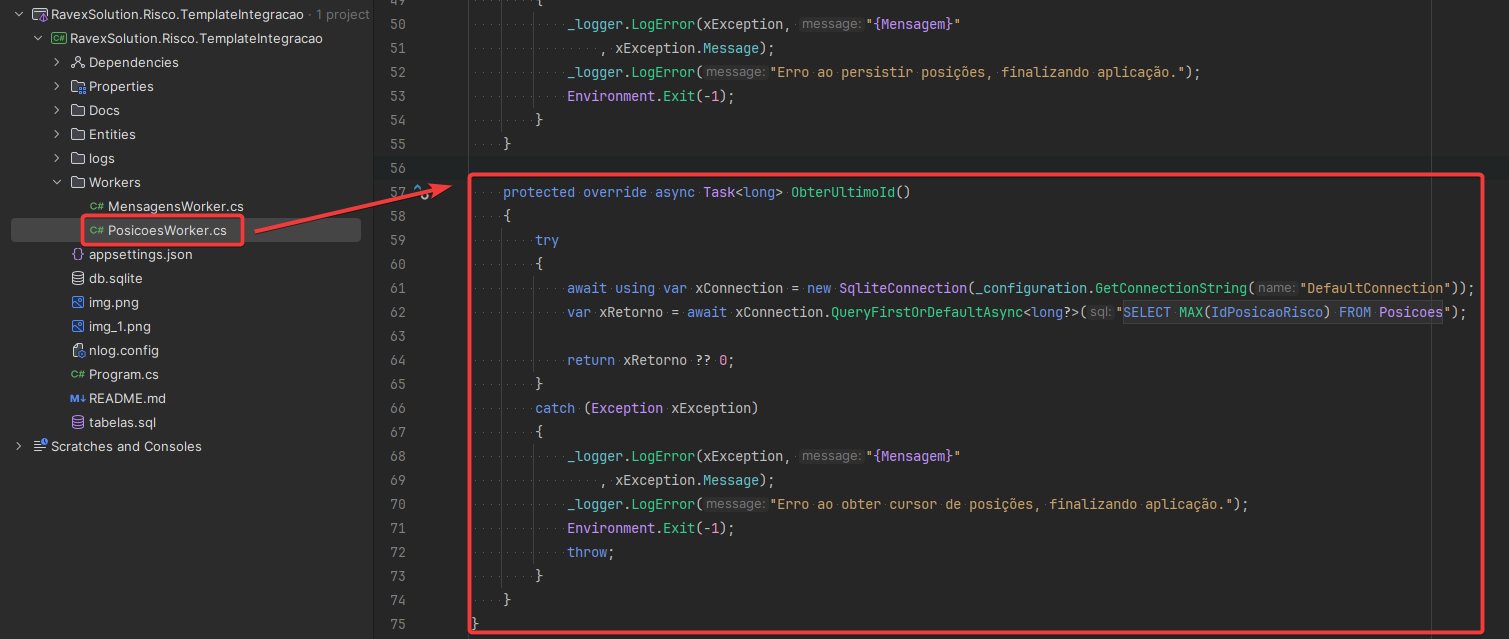 RavexSolution.Risco.TemplateIntegracao · 1 project
C# RavexSolution.Risco.TemplateIntegracao
Dependencies
Properties
Docs
Entities
logs
Workers
C# MensagensWorker.cs
C# PosicoesWorker.cs
{} appsettings.json
db.sqlite
img.png
img_1.png
nlog.config
C# Program.cs
M↓ README.md
tabelas.sql
Scratches and Consoles
49 {
50 _logger.LogError(xException, message: "{Mensagem}"
51 , xException.Message);
52 _logger.LogError( message: "Erro ao persistir posições, finalizando aplicação.");
53 Environment.Exit(-1);
54 }
55 }
56
57 protected override async Task<long> ObterUltimoId()
58 {
59 try
60 {
61 await using var xConnection = new SqliteConnection(_configuration.GetConnectionString( name: "DefaultConnection"));
62 var xRetorno = await xConnection.QueryFirstOrDefaultAsync<long?>( sql: "SELECT MAX(IdPosicaoRisco) FROM Posicoes");
63
64 return xRetorno ?? 0;
65 }
66 catch (Exception xException)
67 {
68 _logger.LogError(xException, message: "{Mensagem}"
69 , xException.Message);
70 _logger.LogError( message: "Erro ao obter cursor de posições, finalizando aplicação.");
71 Environment.Exit(-1);
72 throw;
73 }
74 }
75 }